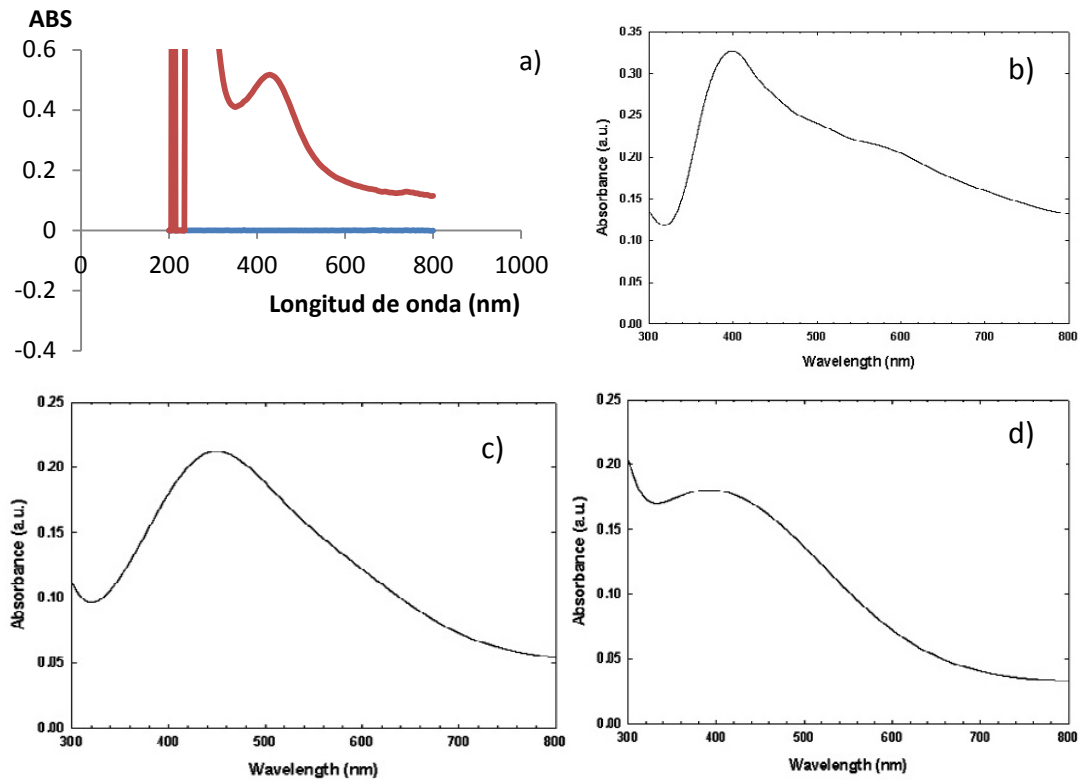 ABS
0.6
0.4
0.2
0
-0.2
-0.4
0 200 400 600 800 1000
Longitud de onda (nm)
a)
b)
0.35
0.30
0.25
0.20
0.15
0.10
0.05
0.00
Absorbance (a.u.)
300 400 500 600 700 800
Wavelength (nm)
c)
0.25
0.20
0.15
0.10
0.05
0.00
Absorbance (a.u.)
300 400 500 600 700 800
Wavelength (nm)
d)
0.25
0.20
0.15
0.10
0.05
0.00
Absorbance (a.u.)
300 400 500 600 700 800
Wavelength (nm)